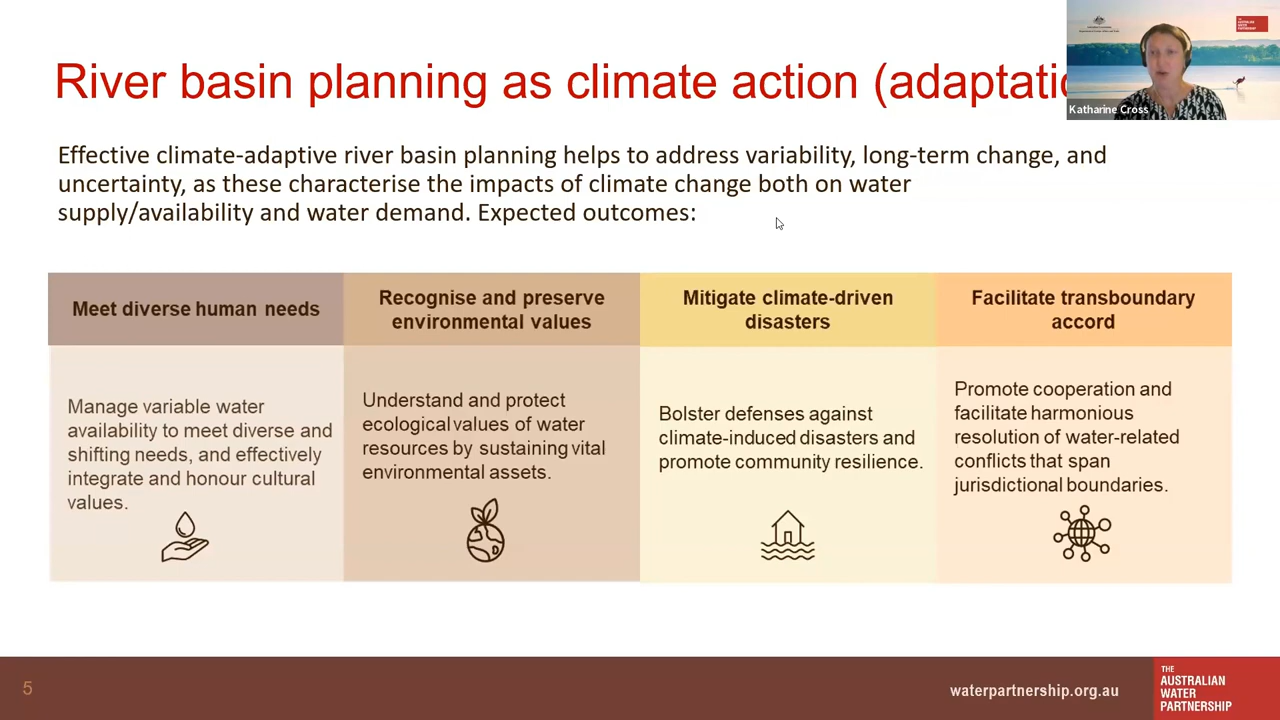 River basin planning as climate action (adaptatio
Katharine Cross
Effective climate-adaptive river basin planning helps to address variability, long-term change, and
uncertainty, as these characterise the impacts of climate change both on water
supply/availability and water demand. Expected outcomes:
Meet diverse human needs
Manage variable water
availability to meet diverse and
shifting needs, and effectively
integrate and honour cultural
values.
Recognise and preserve
environmental values
Understand and protect
ecological values of water
resources by sustaining vital
environmental assets.
Mitigate climate-driven
disasters
Bolster defenses against
climate-induced disasters and
promote community resilience.
Facilitate transboundary
accord
Promote cooperation and
facilitate harmonious
resolution of water-related
conflicts that span
jurisdictional boundaries.
5
waterpartnership.org.au
THE
AUSTRALIAN
WATER
PARTNERSHIP